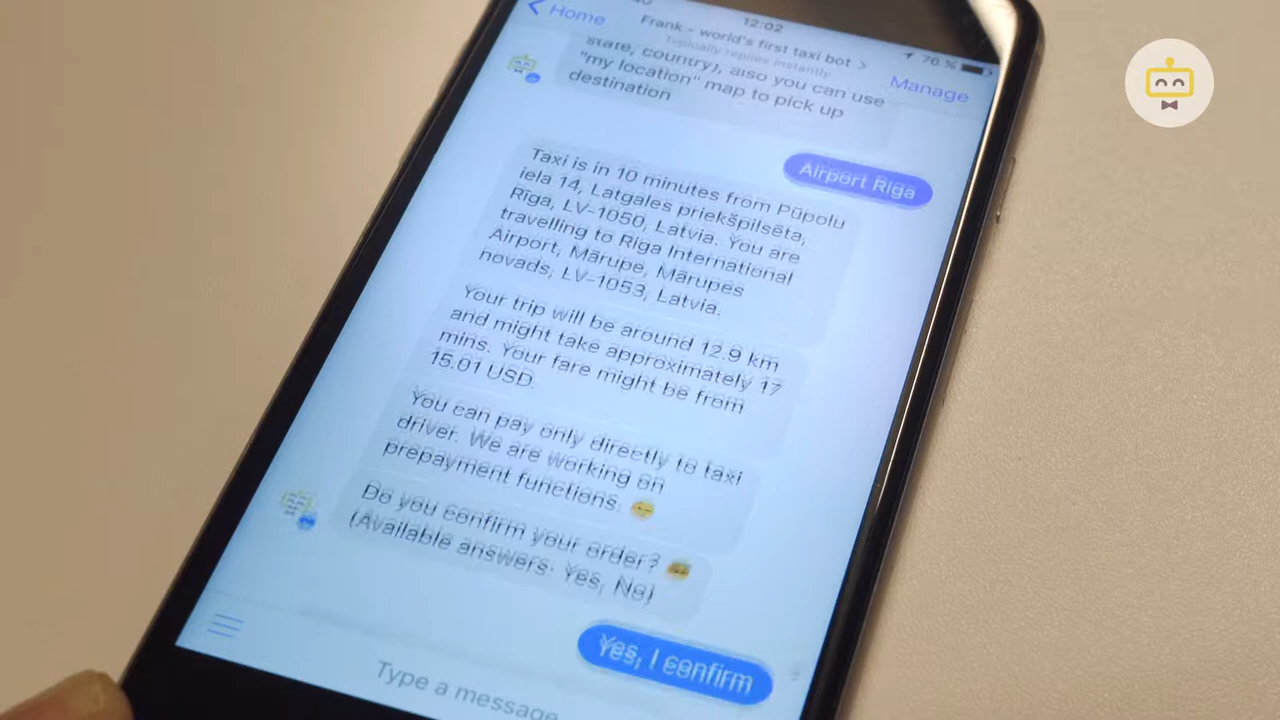 Home
12:02
Frank - world's first taxi bot >
Typically replies instantly
76 %
Manage
state, country), also you can use
"my location" map to pick up
destination
Airport Riga
Taxi is in 10 minutes from Pūpolu
iela 14, Latgales priekšpilsēta,
Rīga, LV-1050, Latvia. You are
travelling to Riga International
Airport, Mārupe, Mārupes
novads, LV-1053, Latvia.
Your trip will be around 12.9 km
and might take approximately 17
mins. Your fare might be from
15.01 USD.
You can pay only directly to taxi
driver. We are working on
prepayment functions. 😊
Do you confirm your order? 🚖
(Available answers: Yes, No)
Yes, I confirm
Type a message